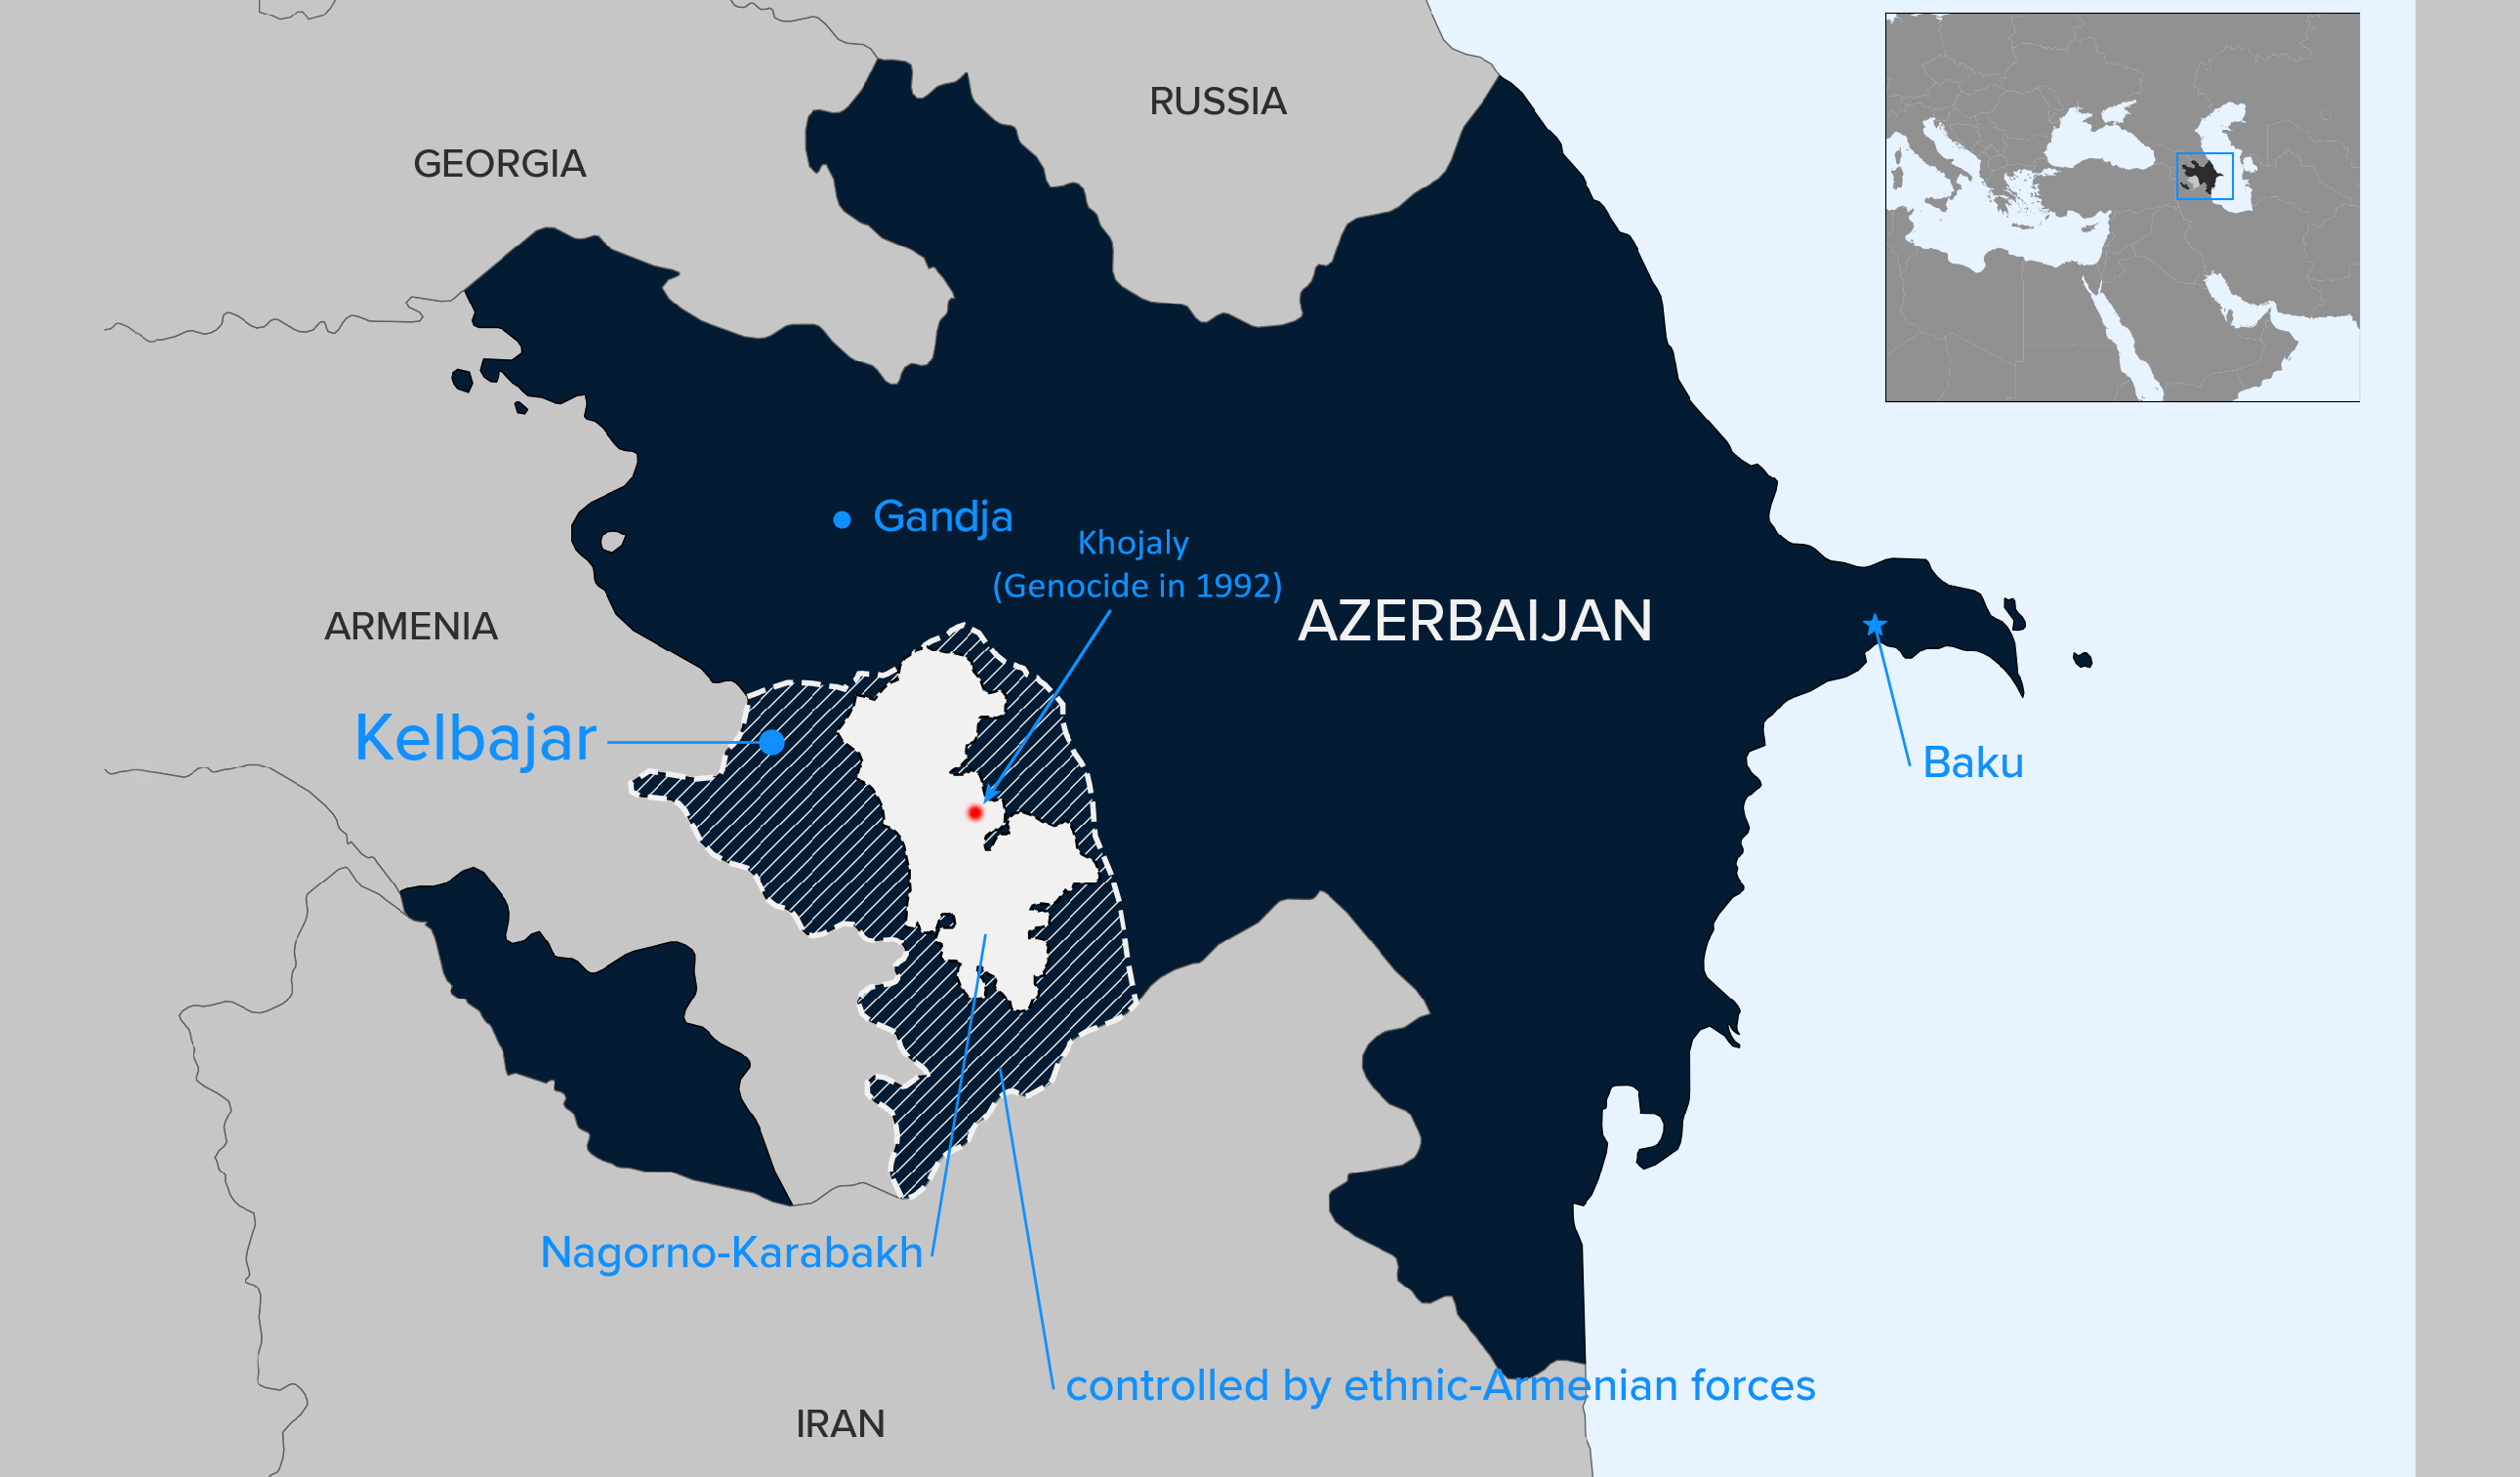 RUSSIA
GEORGIA
Gandja
Khojaly
(Genocide in 1992)
AZERBAIJAN
ARMENIA
Kelbajar
Baku
Nagorno-Karabakh
controlled by ethnic-Armenian forces
IRAN